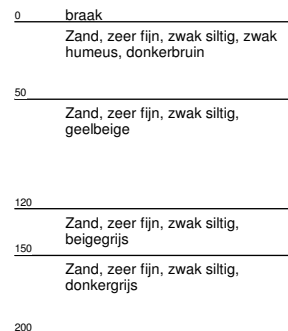 0 braak
Zand, zeer fijn, zwak siltig, zwak
humeus, donkerbruin
50
Zand, zeer fijn, zwak siltig,
geelbeige
120
Zand, zeer fijn, zwak siltig,
beigegrijs
150
Zand, zeer fijn, zwak siltig,
donkergrijs
200